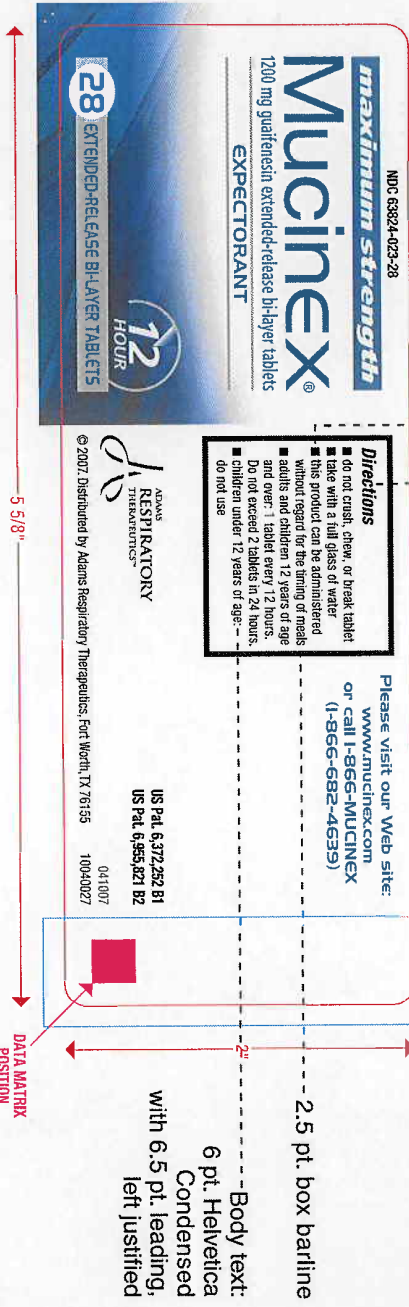 NDC 63824-023-28
maximum strength
Mucinex®
1200 mg guaifenesin extended-release bi-layer tablets
EXPECTORANT
12
HOUR
28 EXTENDED-RELEASE BI-LAYER TABLETS
Directions
■ do not crush, chew, or break tablet
■ take with a full glass of water
■ this product can be administered
without regard for the timing of meals
■ adults and children 12 years of age
and over: 1 tablet every 12 hours.
Do not exceed 2 tablets in 24 hours.
■ children under 12 years of age:
do not use
ADAMS
RESPIRATORY
THERAPEUTICS™
© 2007. Distributed by Adams Respiratory Therapeutics, Fort Worth, TX 76155
Please visit our Web site:
www.mucinex.com
or call 1-866-MUCINEX
(1-866-682-4639)
US Pat. 6,372,252 B1
US Pat. 6,955,821 B2
041007
10040027
5 5/8"
2"
DATA MATRIX
POSITION
2.5 pt. box barline
Body text:
6 pt. Helvetica
Condensed
with 6.5 pt. leading,
left justified